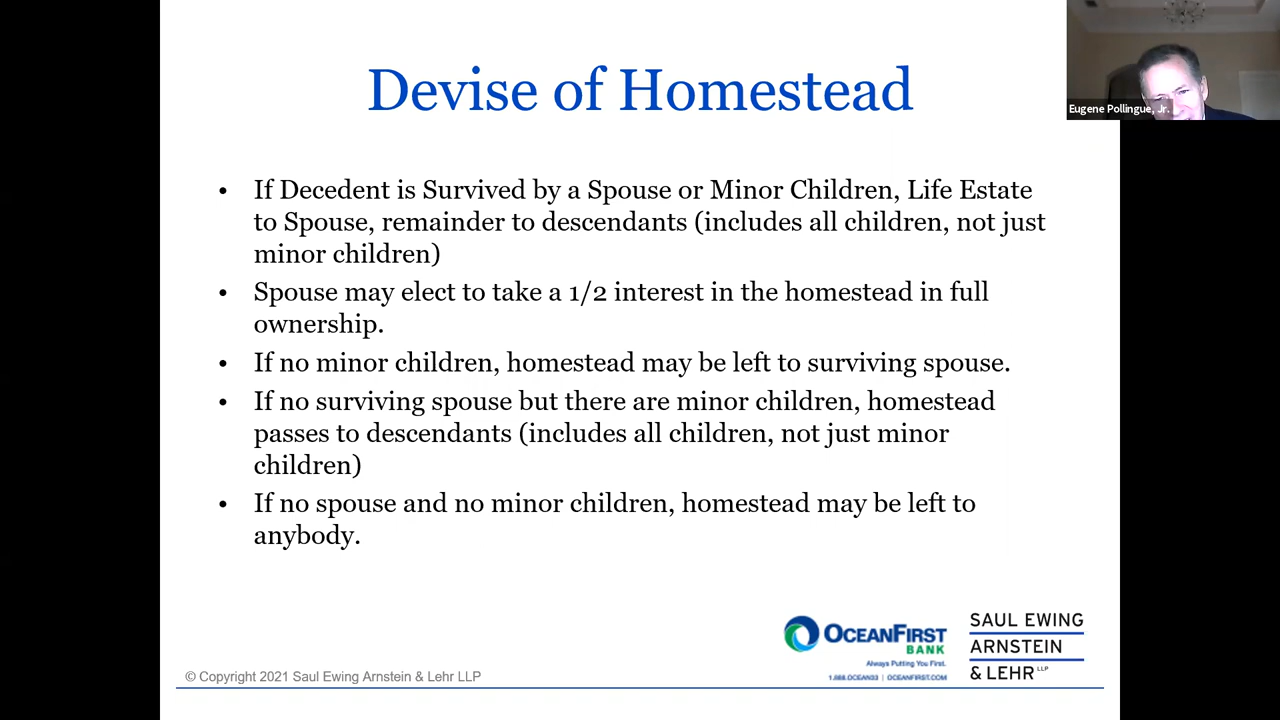 Devise of Homestead
Eugene Pollingue, Jr.
• If Decedent is Survived by a Spouse or Minor Children, Life Estate
to Spouse, remainder to descendants (includes all children, not just
minor children)
• Spouse may elect to take a 1/2 interest in the homestead in full
ownership.
• If no minor children, homestead may be left to surviving spouse.
• If no surviving spouse but there are minor children, homestead
passes to descendants (includes all children, not just minor
children)
• If no spouse and no minor children, homestead may be left to
anybody.
OCEANFIRST
BANK
Always Putting You First.
1.888.OCEAN33 | OCEANFIRST.COM
SAUL EWING
ARNSTEIN
& LEHR LLP
© Copyright 2021 Saul Ewing Arnstein & Lehr LLP